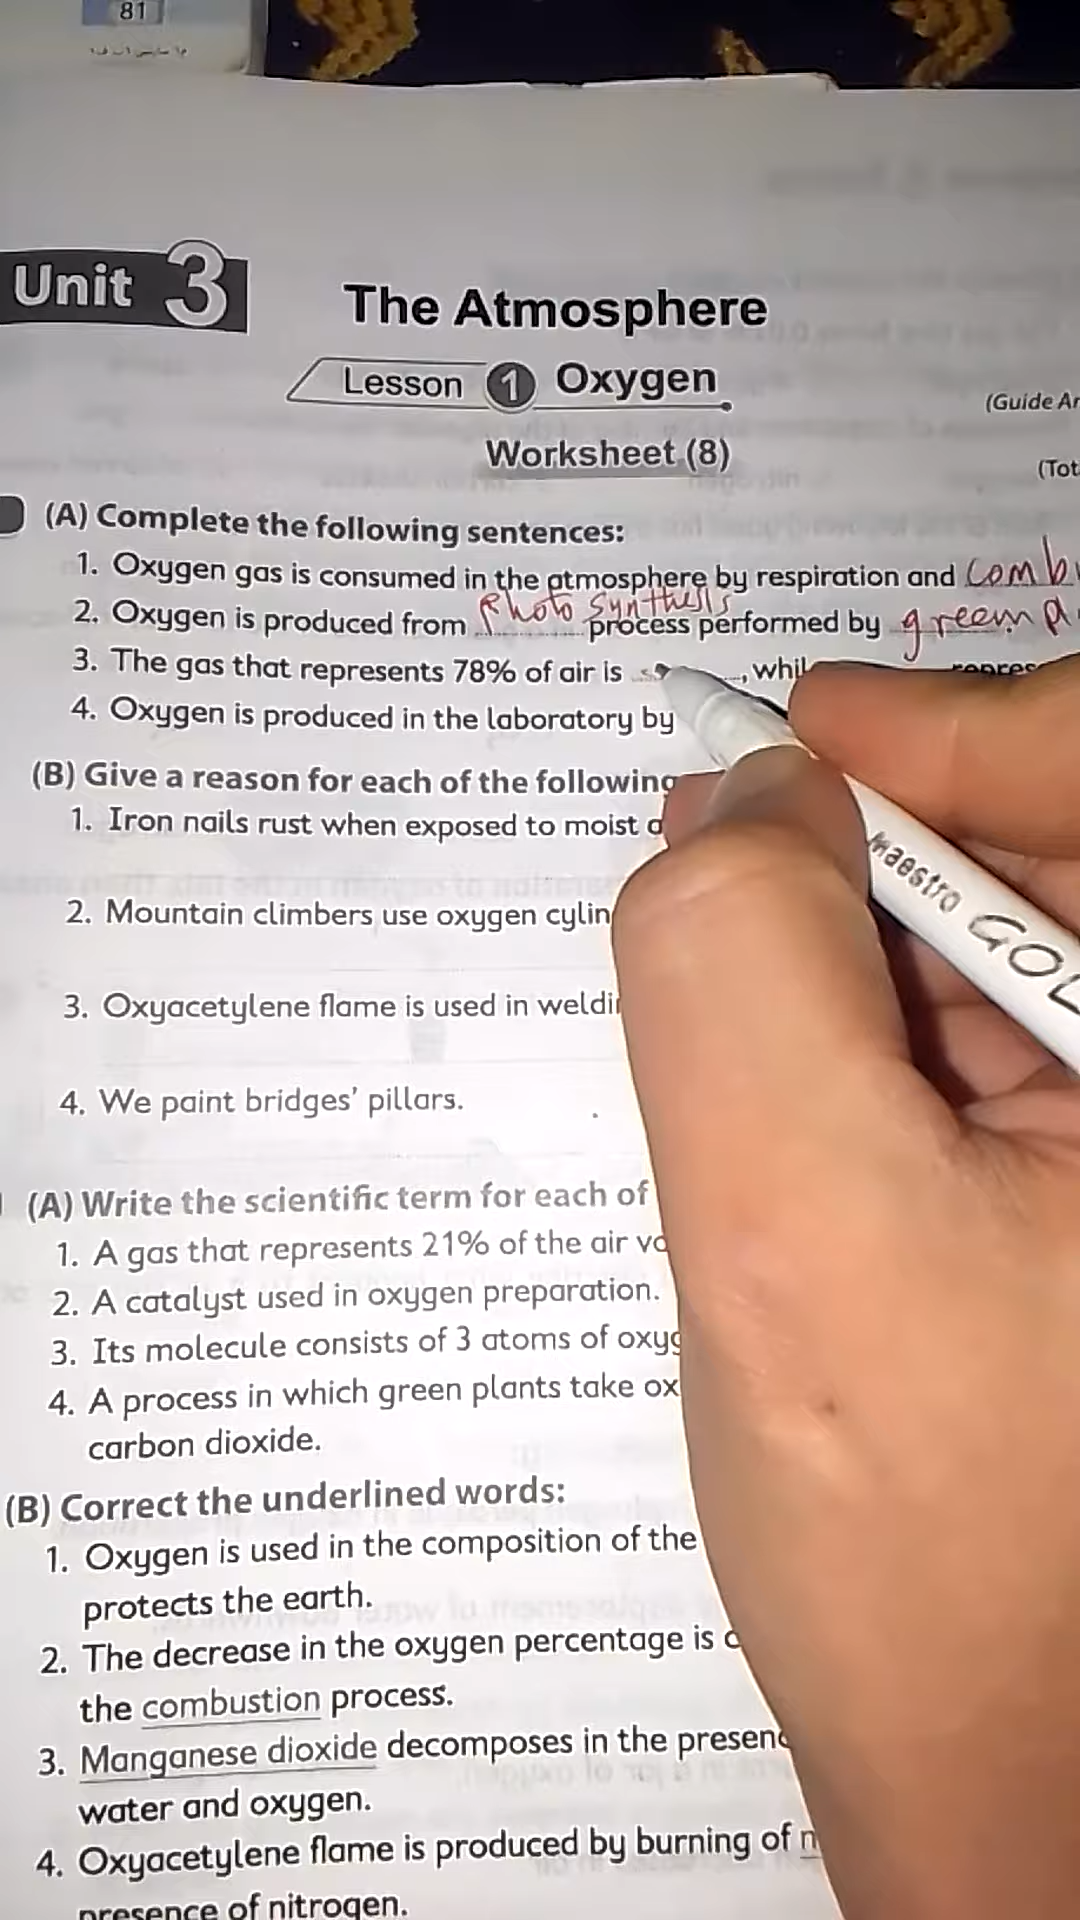 81
Unit 3
The Atmosphere
Lesson 1 Oxygen
(Guide Ar
Worksheet (8)
(Tot
(A) Complete the following sentences:
1. Oxygen gas is consumed in the atmosphere by respiration and comb
2. Oxygen is produced from Photo synthesis process performed by green p
3. The gas that represents 78% of air is ........, whil repres
4. Oxygen is produced in the laboratory by
(B) Give a reason for each of the following
1. Iron nails rust when exposed to moist a
2. Mountain climbers use oxygen cylin
3. Oxyacetylene flame is used in weldi
4. We paint bridges' pillars.
(A) Write the scientific term for each of
1. A gas that represents 21% of the air vo
2. A catalyst used in oxygen preparation.
3. Its molecule consists of 3 atoms of oxyg
4. A process in which green plants take ox
carbon dioxide.
(B) Correct the underlined words:
1. Oxygen is used in the composition of the
protects the earth.
2. The decrease in the oxygen percentage is c
the combustion process.
3. Manganese dioxide decomposes in the presenc
water and oxygen.
4. Oxyacetylene flame is produced by burning of m
presence of nitrogen.
maestro GOL